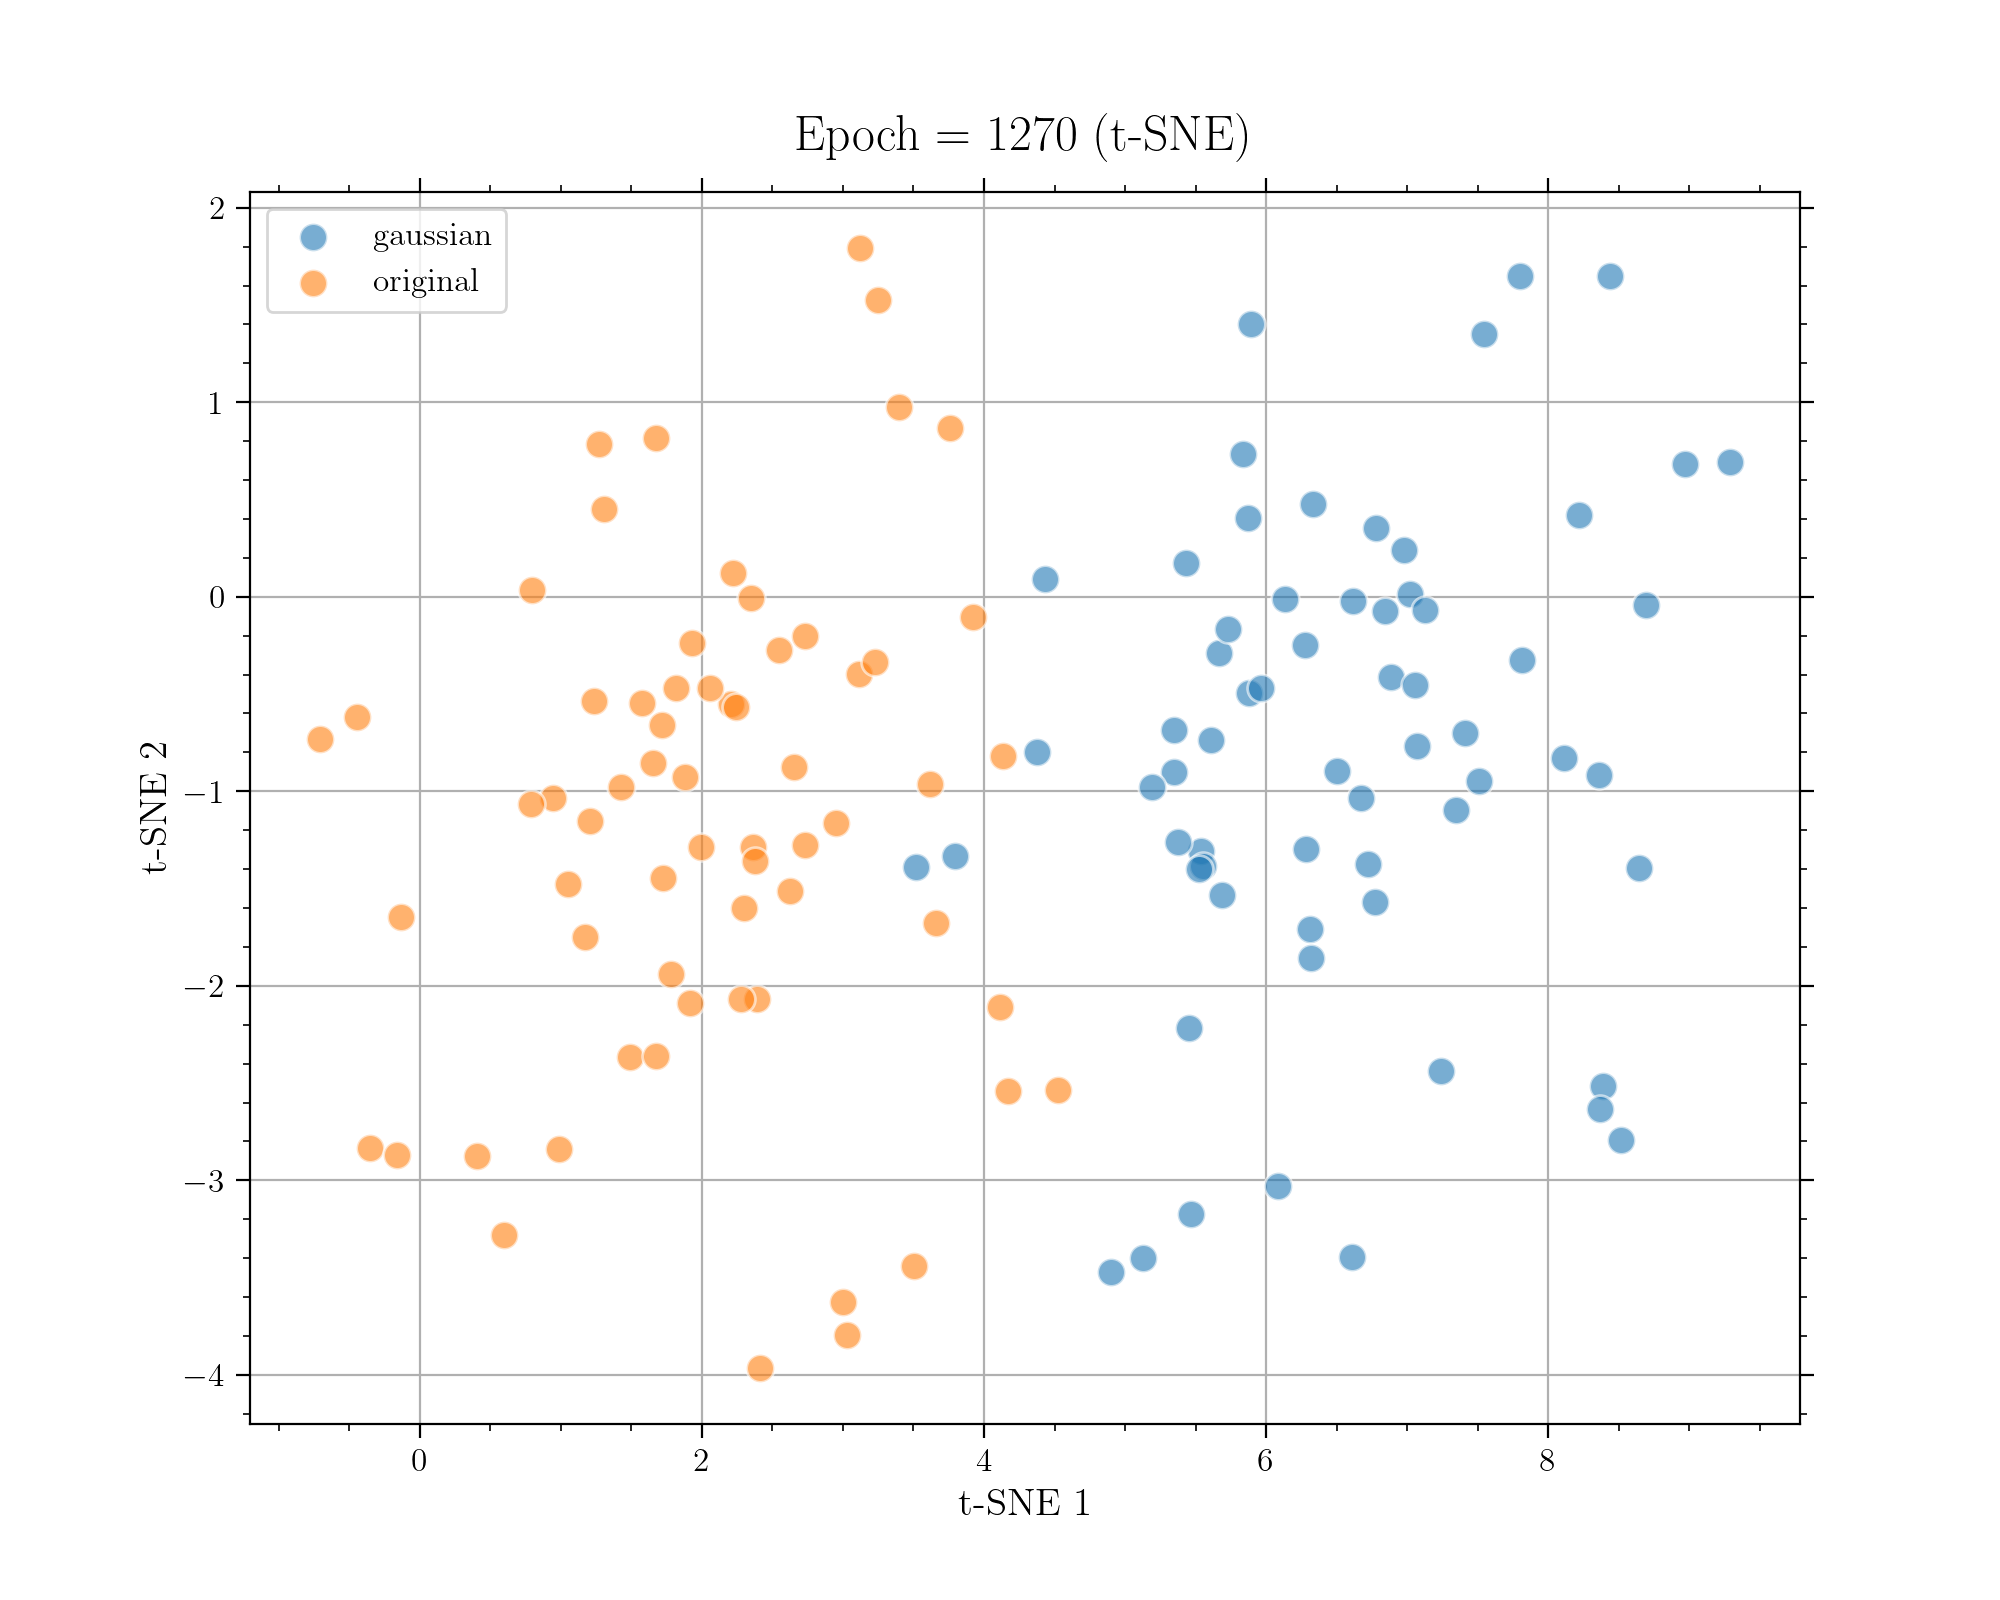 Epoch = 1270 (t-SNE)
gaussian
original
2
1
0
−1
−2
−3
−4
t-SNE 2
0
2
4
6
8
t-SNE 1